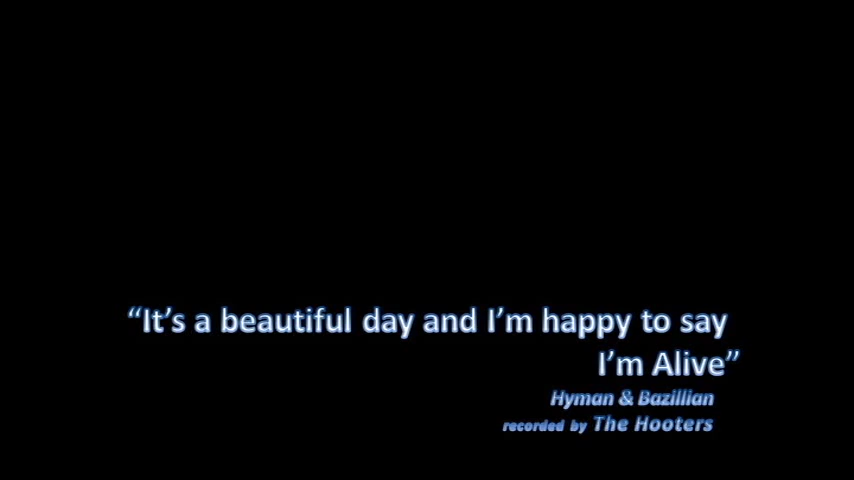 “It’s a beautiful day and I’m happy to say
I’m Alive”
Hyman & Bazillian
recorded by The Hooters